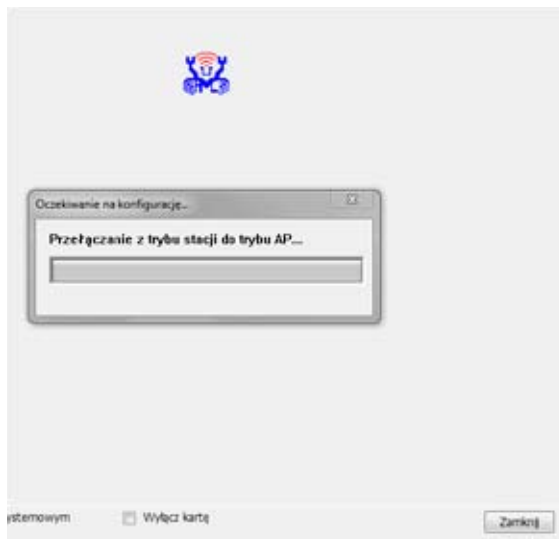 Oczekiwanie na konfigurację...
Przełączanie z trybu stacji do trybu AP...
ystemowym Wyłącz kartę Zamknij